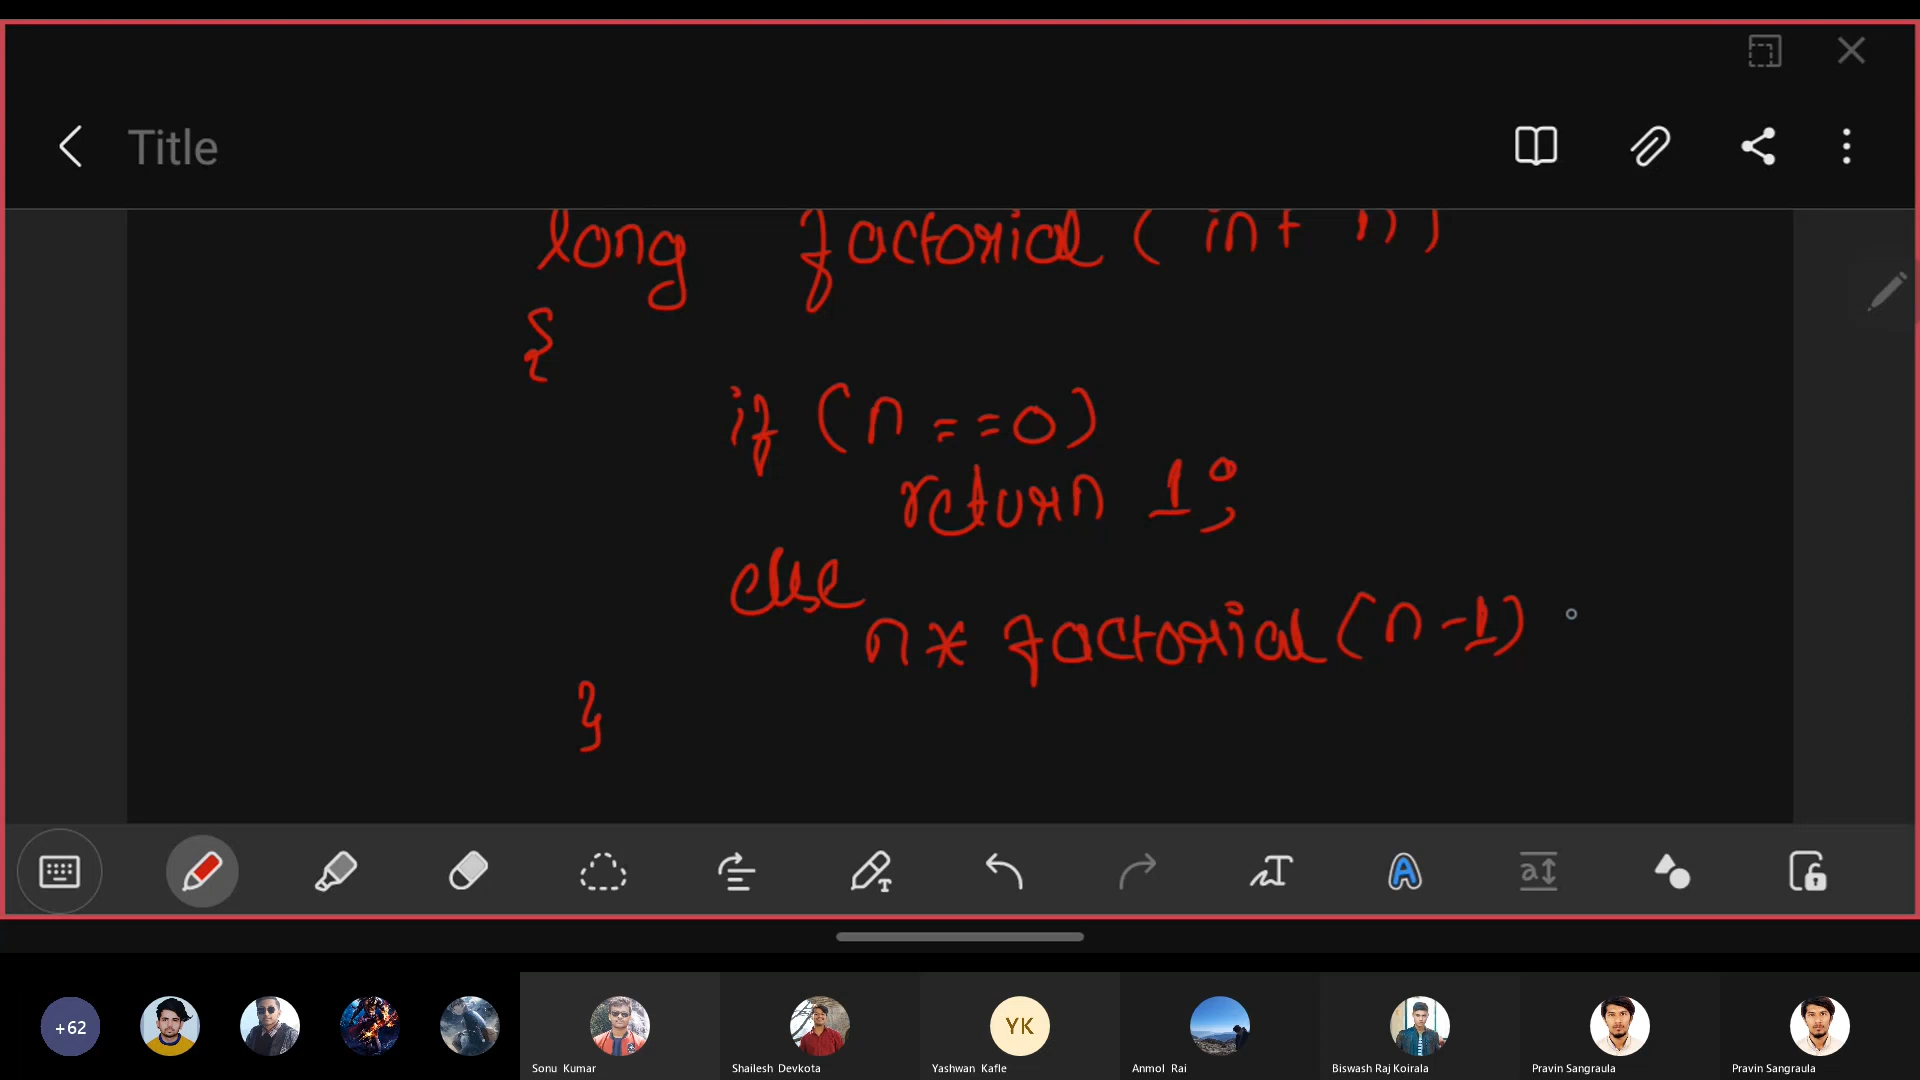 Title
long factorial ( int n )
{
if ( n == 0 )
return 1;
else
n * factorial ( n - 1 )
}
T
T
A
a
+62
YK
Sonu Kumar
Shailesh Devkota
Yashwan Kafle
Anmol Rai
Biswash Raj Koirala
Pravin Sangraula
Pravin Sangraula